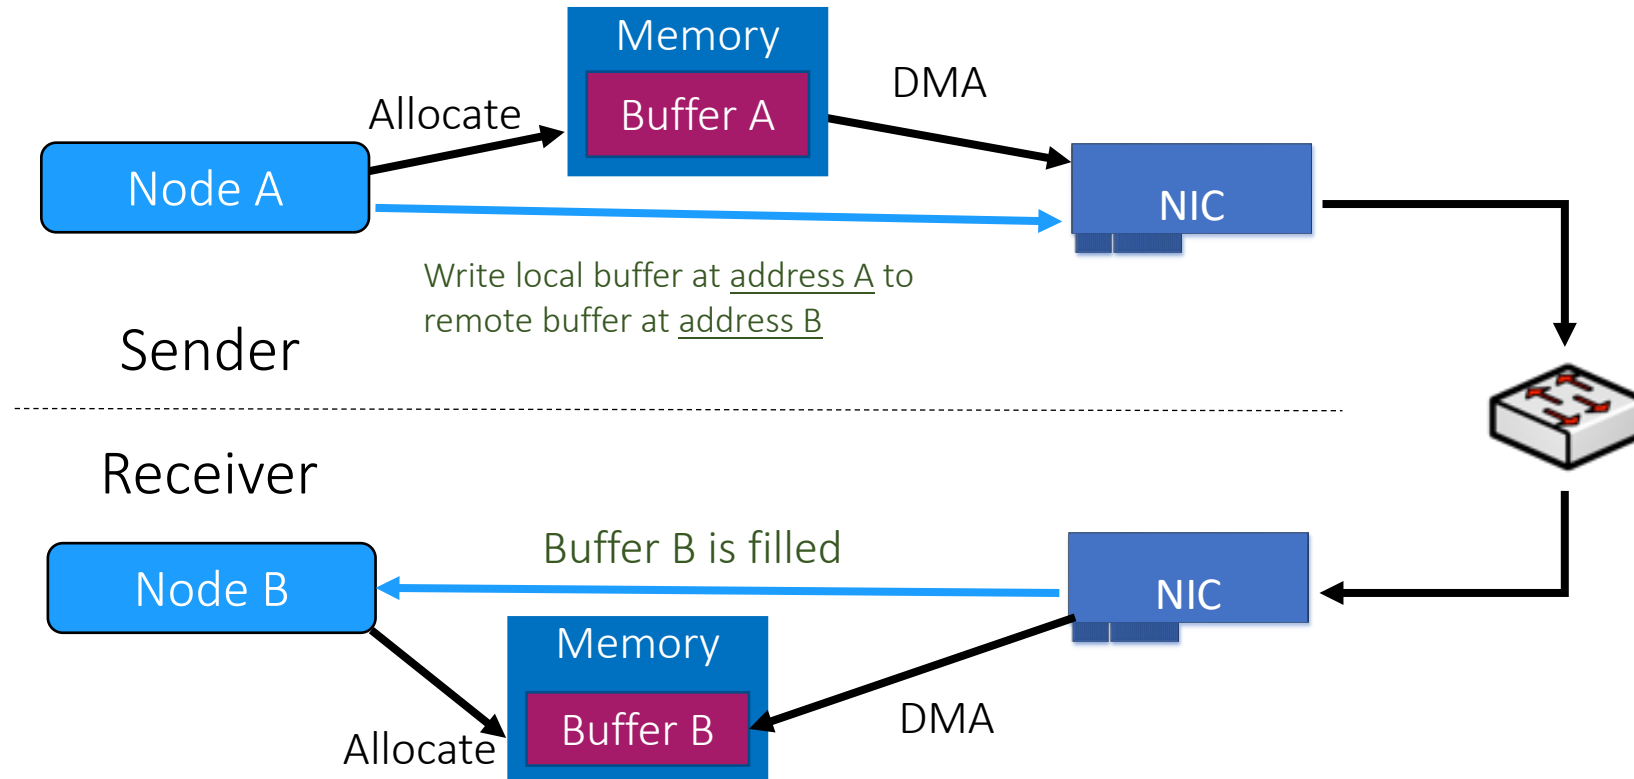 Memory
Buffer A
DMA
Allocate
Node A
NIC
Write local buffer at address A to
remote buffer at address B
Sender
Receiver
Buffer B is filled
Node B
NIC
Memory
Buffer B
DMA
Allocate